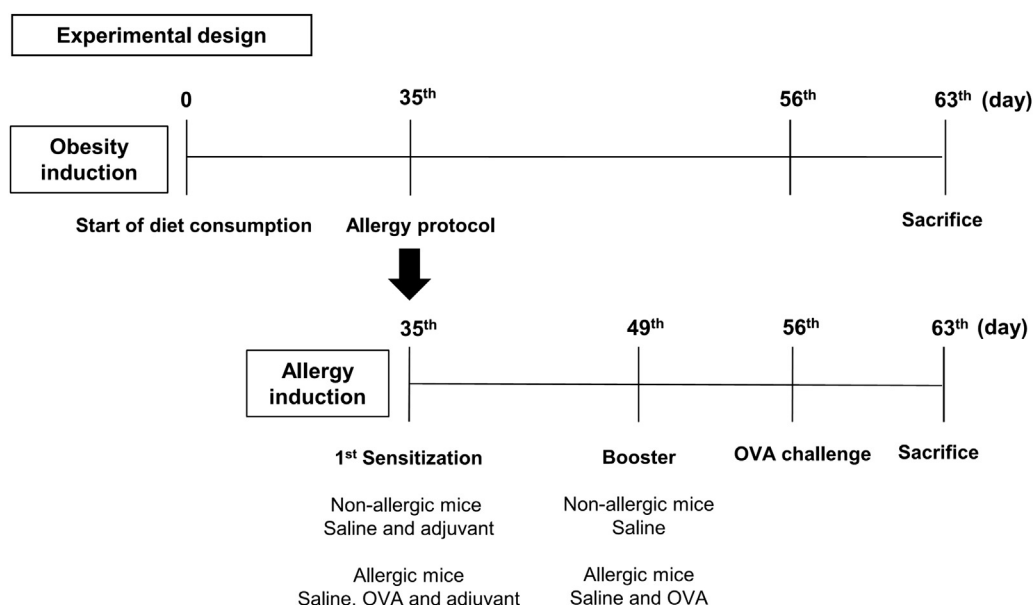 Experimental design
0 35th 56th 63th (day)
Obesity
induction
Start of diet consumption Allergy protocol Sacrifice
35th 49th 56th 63th (day)
Allergy
induction
1st Sensitization Booster OVA challenge Sacrifice
Non-allergic mice Non-allergic mice
Saline and adjuvant Saline
Allergic mice Allergic mice
Saline, OVA and adjuvant Saline and OVA